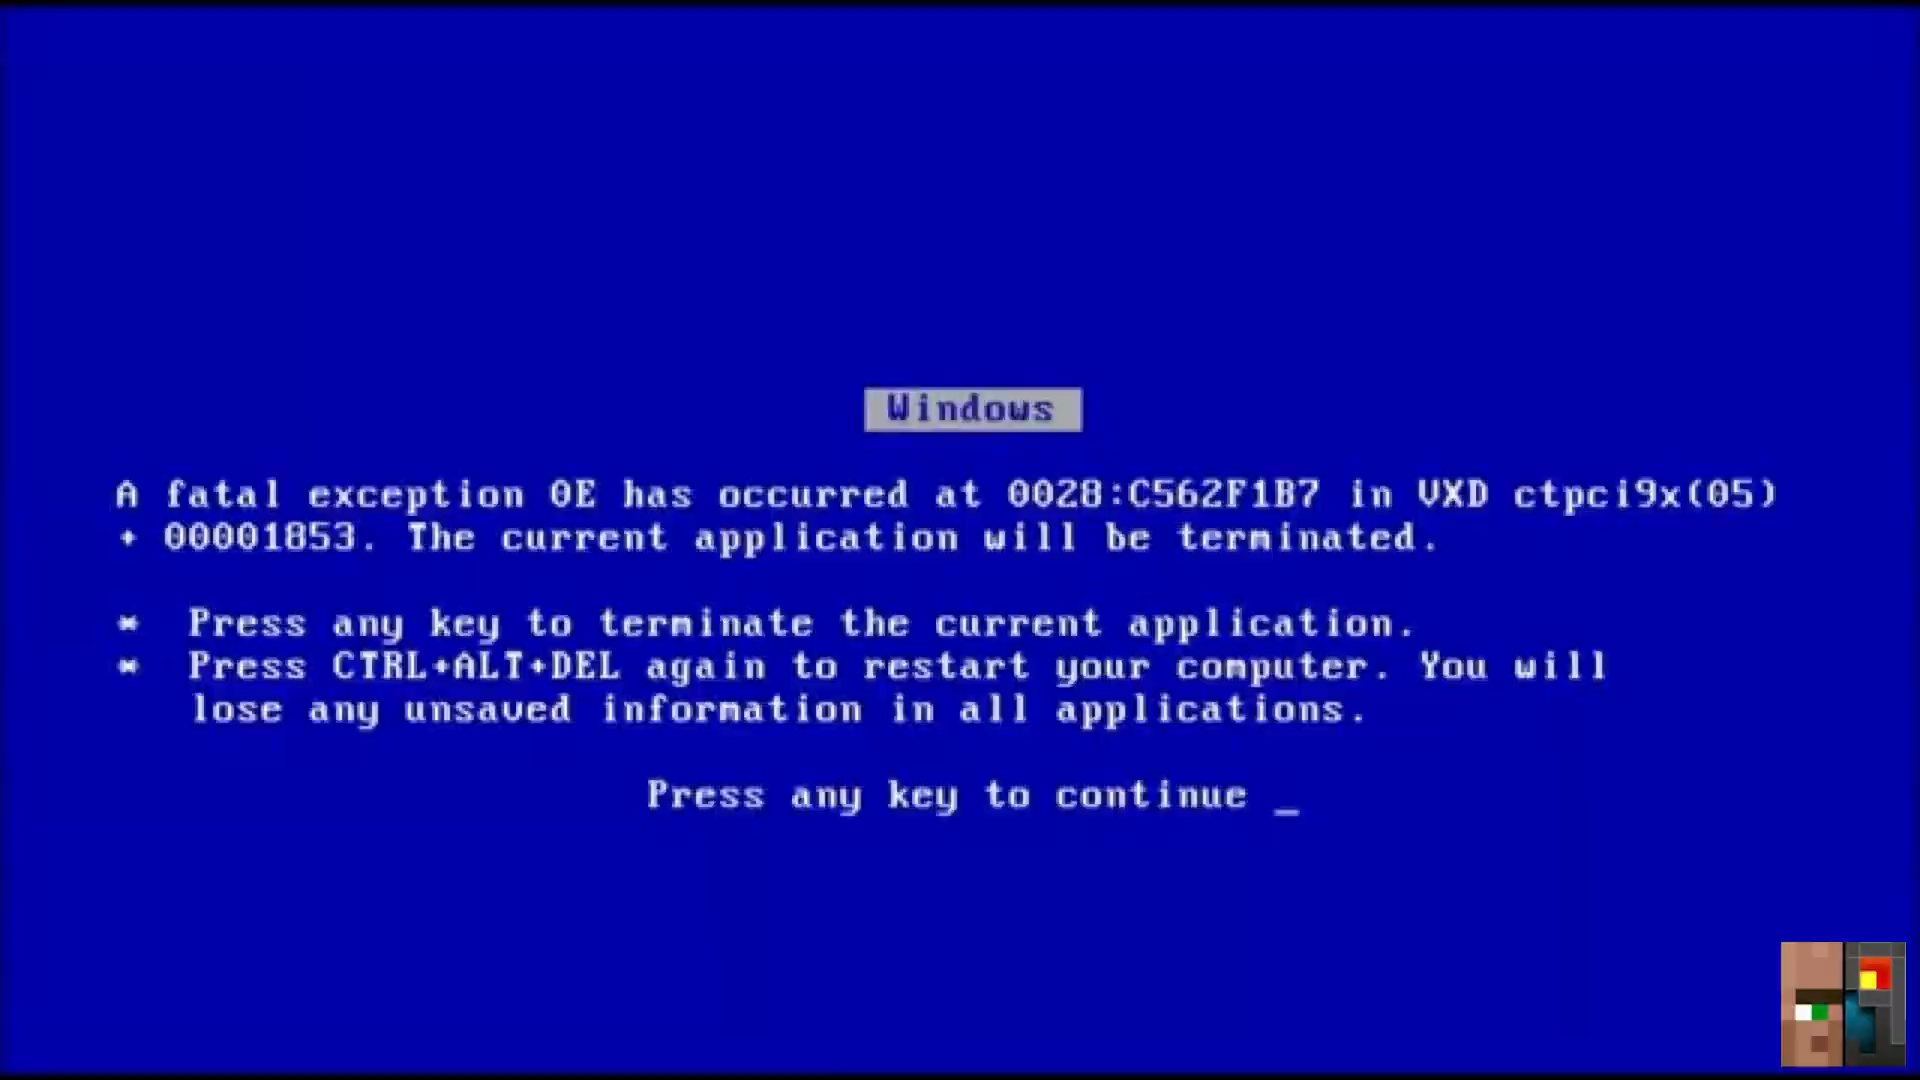 Windows
A fatal exception 0E has occurred at 0028:C562F1B7 in VXD ctpci9x(05)
+ 00001853. The current application will be terminated.
* Press any key to terminate the current application.
* Press CTRL+ALT+DEL again to restart your computer. You will
lose any unsaved information in all applications.
Press any key to continue _